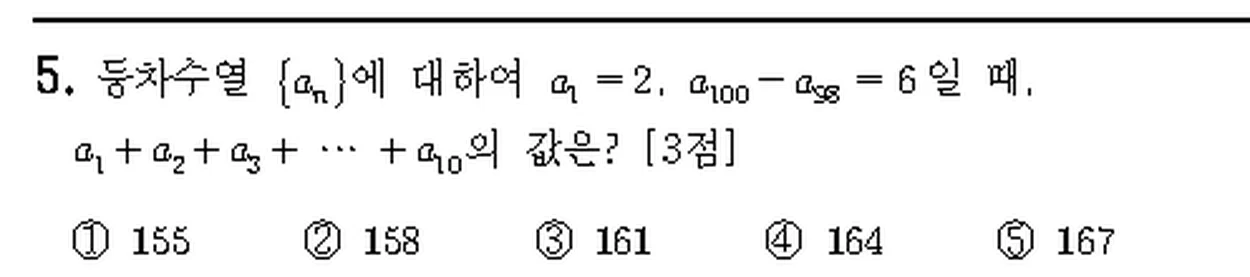 5. 등차수열 {aₙ}에 대하여 a₁ = 2, a₁₀₀ − a₉₈ = 6 일 때,
a₁ + a₂ + a₃ + ⋯ + a₁₀의 값은? [3점]
① 155 ② 158 ③ 161 ④ 164 ⑤ 167